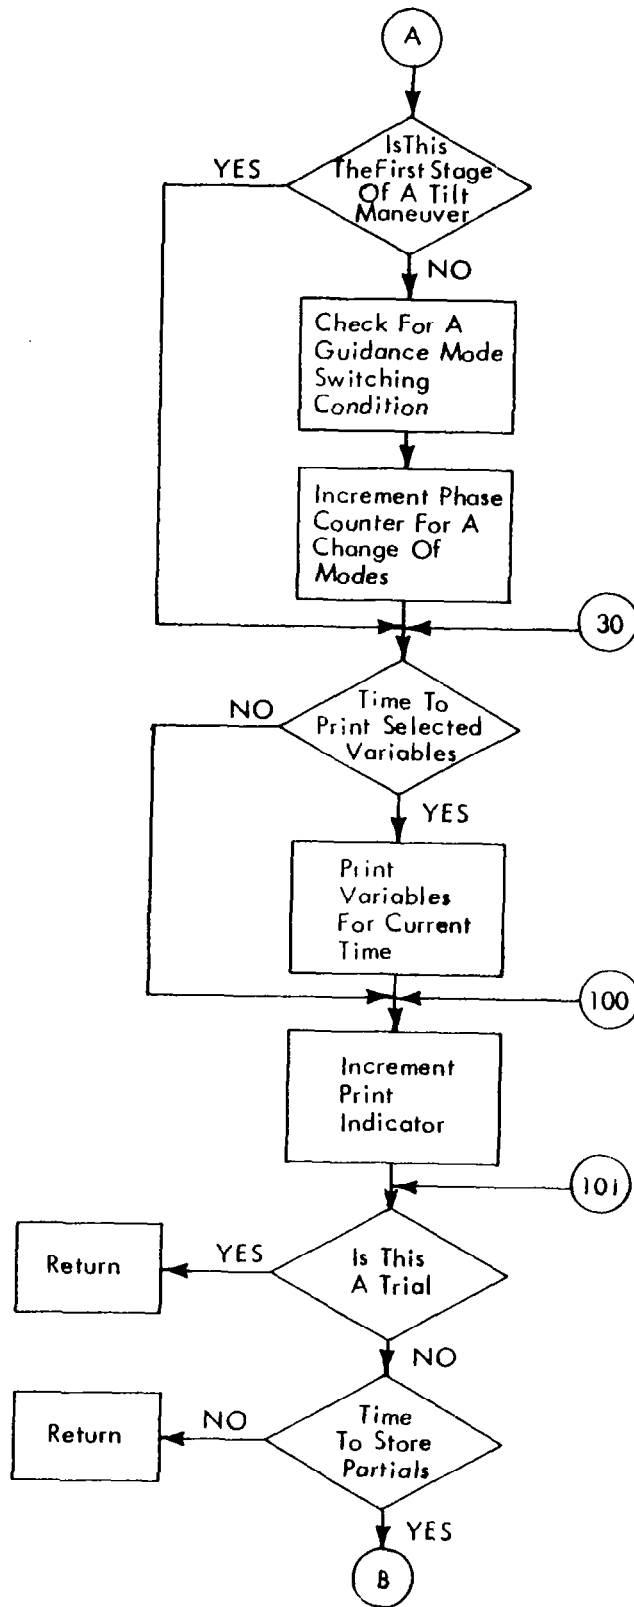 A
Is This
The First Stage
Of A Tilt
Maneuver
YES
NO
Check For A
Guidance Mode
Switching
Condition
Increment Phase
Counter For A
Change Of
Modes
30
Time To
Print Selected
Variables
NO
YES
Print
Variables
For Current
Time
100
Increment
Print
Indicator
101
Is This
A Trial
YES
Return
NO
Time
To Store
Partials
NO
Return
YES
B